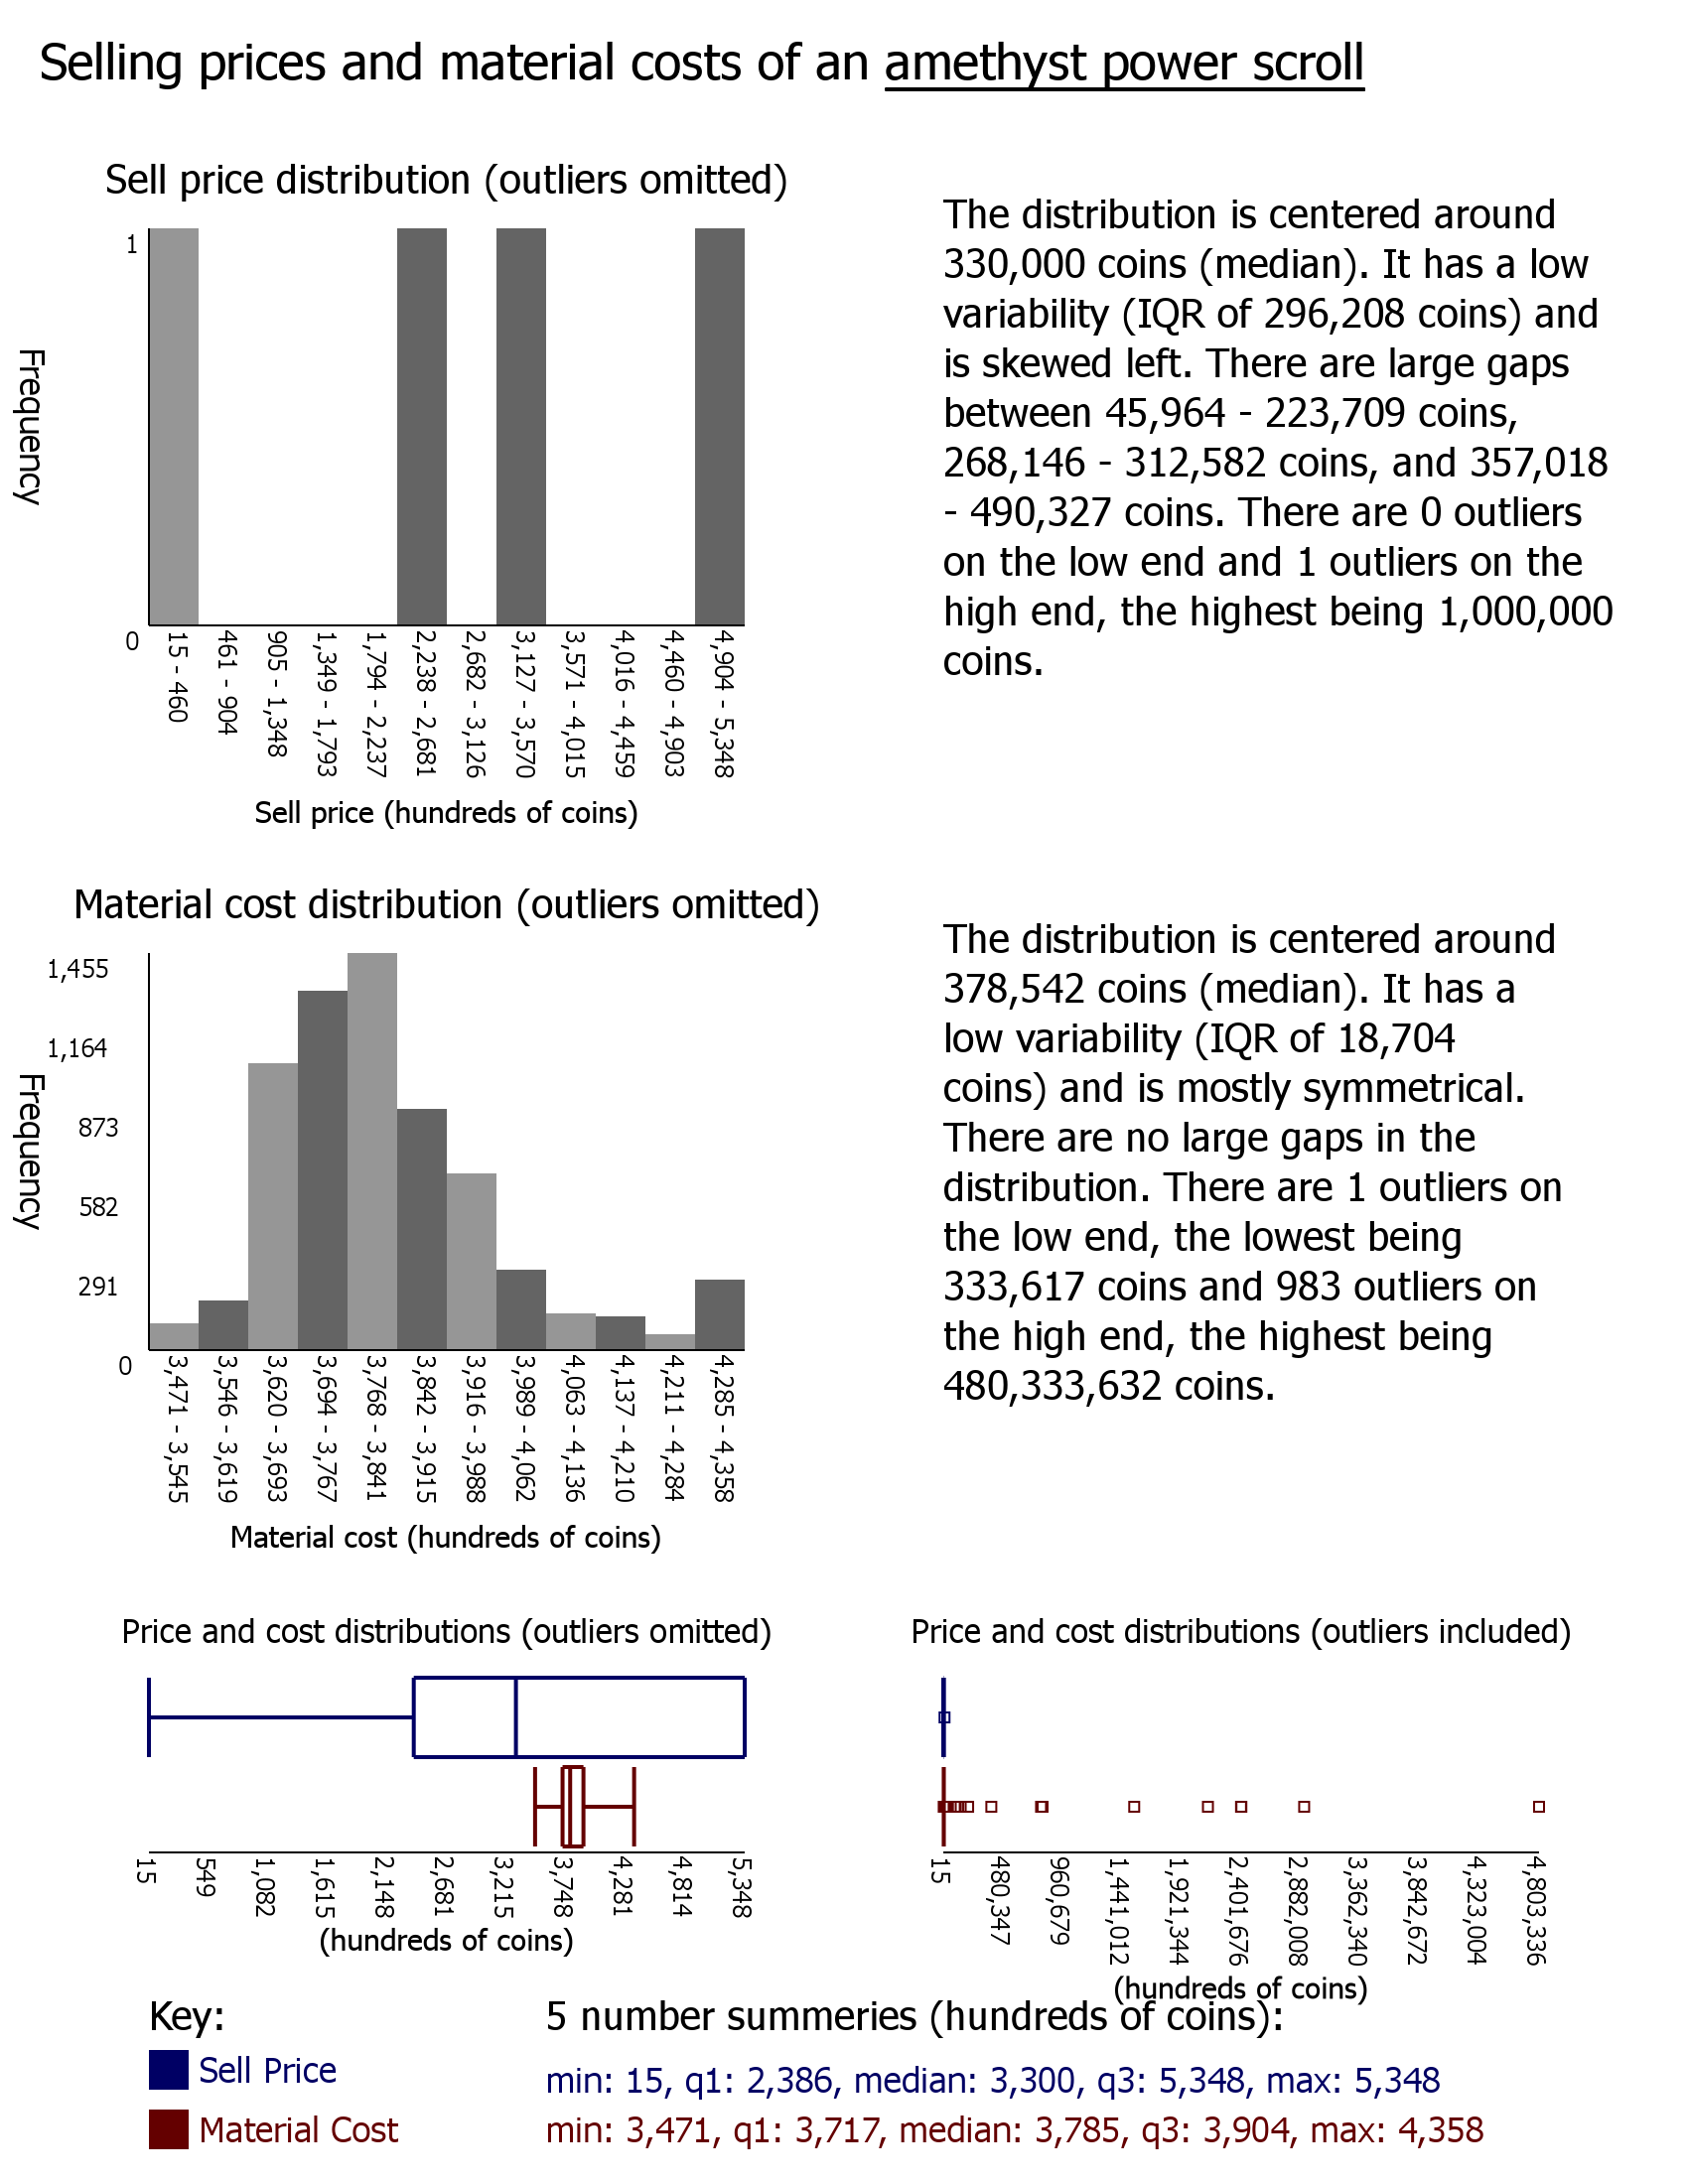 Selling prices and material costs of an amethyst power scroll
Sell price distribution (outliers omitted)
1
0
Frequency
15 - 460
461 - 904
905 - 1,348
1,349 - 1,793
1,794 - 2,237
2,238 - 2,681
2,682 - 3,126
3,127 - 3,570
3,571 - 4,015
4,016 - 4,459
4,460 - 4,903
4,904 - 5,348
Sell price (hundreds of coins)
The distribution is centered around
330,000 coins (median). It has a low
variability (IQR of 296,208 coins) and
is skewed left. There are large gaps
between 45,964 - 223,709 coins,
268,146 - 312,582 coins, and 357,018
- 490,327 coins. There are 0 outliers
on the low end and 1 outliers on the
high end, the highest being 1,000,000
coins.
Material cost distribution (outliers omitted)
1,455
1,164
873
582
291
0
Frequency
3,471 - 3,545
3,546 - 3,619
3,620 - 3,693
3,694 - 3,767
3,768 - 3,841
3,842 - 3,915
3,916 - 3,988
3,989 - 4,062
4,063 - 4,136
4,137 - 4,210
4,211 - 4,284
4,285 - 4,358
Material cost (hundreds of coins)
The distribution is centered around
378,542 coins (median). It has a
low variability (IQR of 18,704
coins) and is mostly symmetrical.
There are no large gaps in the
distribution. There are 1 outliers on
the low end, the lowest being
333,617 coins and 983 outliers on
the high end, the highest being
480,333,632 coins.
Price and cost distributions (outliers omitted)
15
549
1,082
1,615
2,148
2,681
3,215
3,748
4,281
4,814
5,348
(hundreds of coins)
Price and cost distributions (outliers included)
15
480,347
960,679
1,441,012
1,921,344
2,401,676
2,882,008
3,362,340
3,842,672
4,323,004
4,803,336
(hundreds of coins)
Key:
Sell Price
Material Cost
5 number summeries (hundreds of coins):
min: 15, q1: 2,386, median: 3,300, q3: 5,348, max: 5,348
min: 3,471, q1: 3,717, median: 3,785, q3: 3,904, max: 4,358